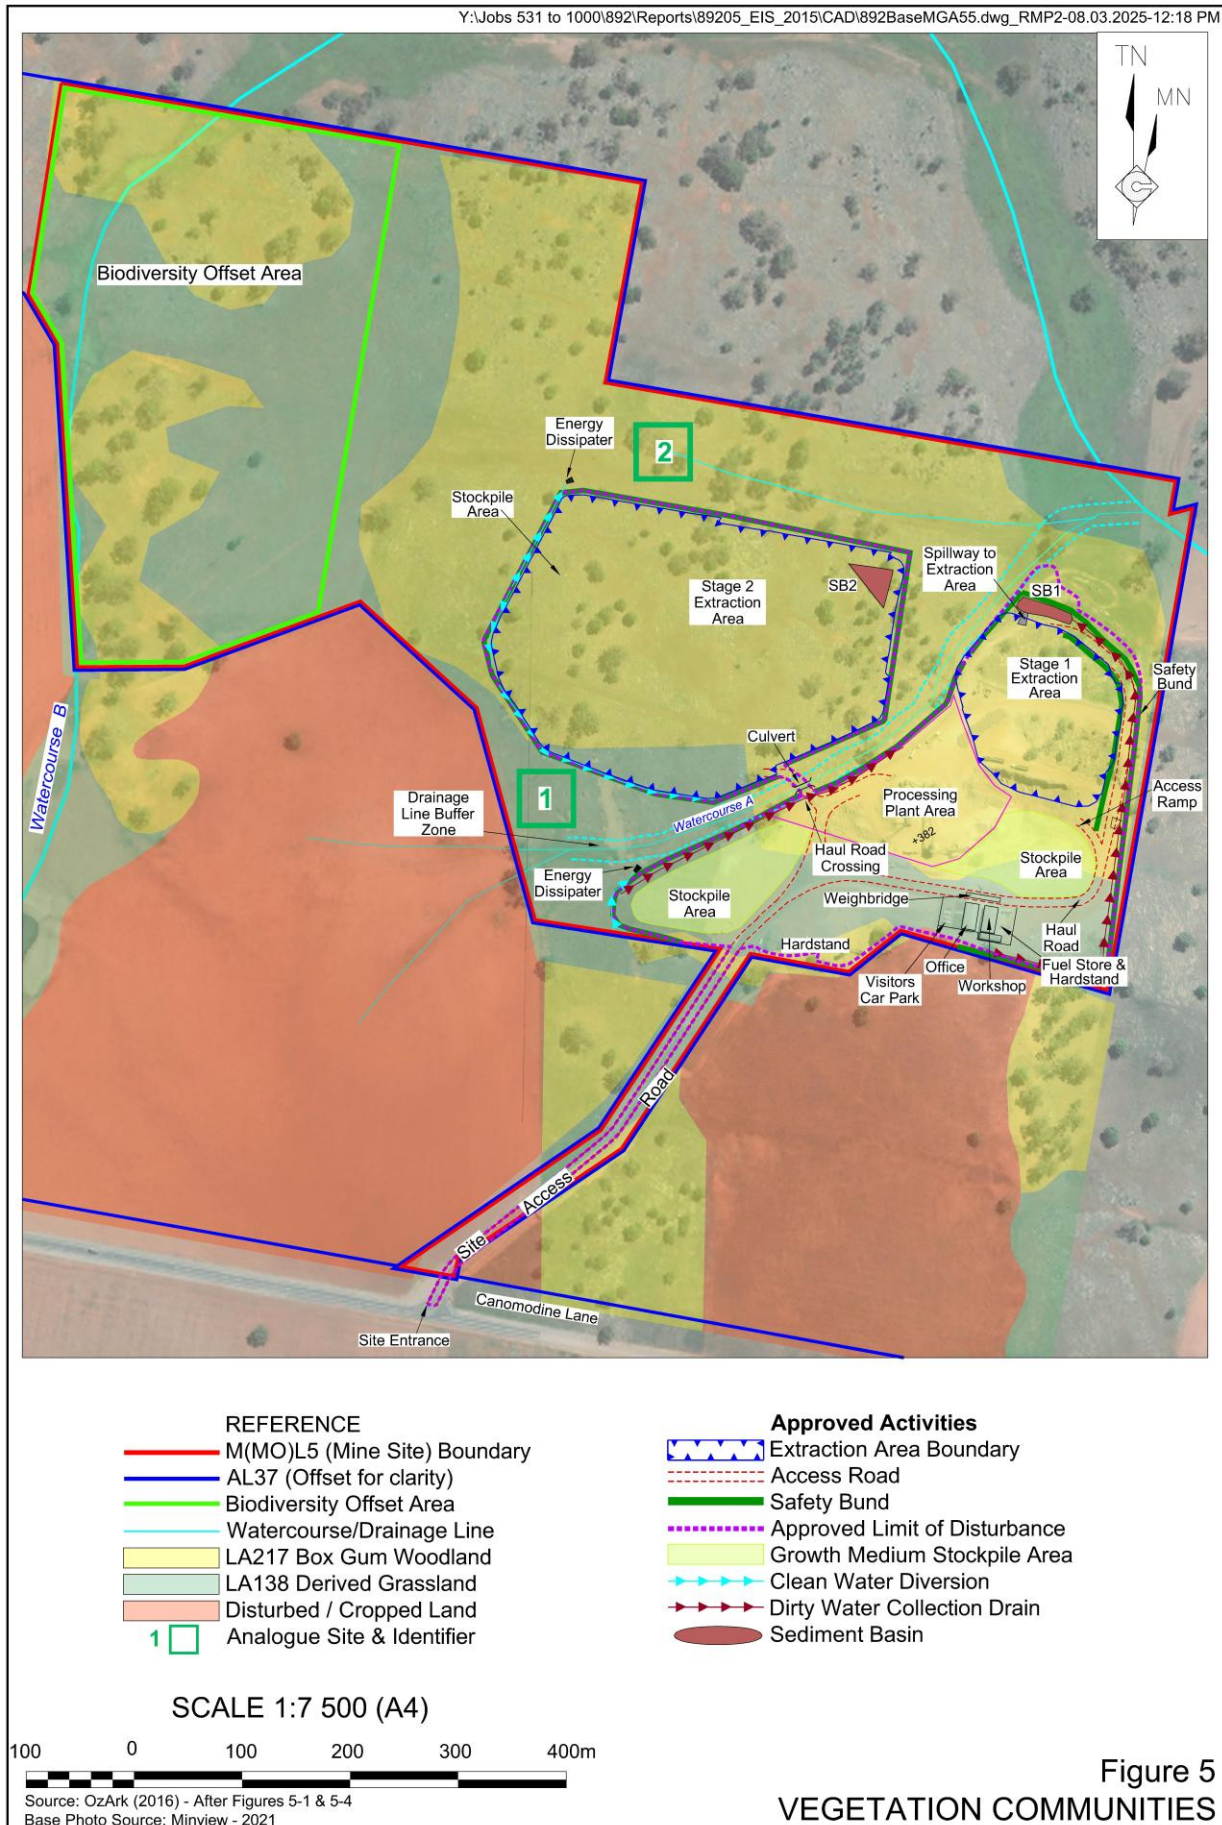 Y:\Jobs 531 to 1000\892\Reports\89205_EIS_2015\CAD\892BaseMGA55.dwg_RMP2-08.03.2025-12:18 PM
TN
MN
Biodiversity Offset Area
Energy
Dissipater
2
Stockpile
Area
Spillway to
Extraction
Area
SB2
SB1
Stage 2
Extraction
Area
Stage 1
Extraction
Area
Safety
Bund
Watercourse B
Culvert
1
Access
Ramp
Drainage
Line Buffer
Zone
Watercourse A
Processing
Plant Area
+382
Haul Road
Crossing
Stockpile
Area
Energy
Dissipater
Stockpile
Area
Weighbridge
Haul
Road
Hardstand
Fuel Store &
Hardstand
Office
Visitors
Car Park
Workshop
Site Access Road
Canomodine Lane
Site Entrance
REFERENCE
M(MO)L5 (Mine Site) Boundary
AL37 (Offset for clarity)
Biodiversity Offset Area
Watercourse/Drainage Line
LA217 Box Gum Woodland
LA138 Derived Grassland
Disturbed / Cropped Land
1 Analogue Site & Identifier
Approved Activities
Extraction Area Boundary
Access Road
Safety Bund
Approved Limit of Disturbance
Growth Medium Stockpile Area
Clean Water Diversion
Dirty Water Collection Drain
Sediment Basin
SCALE 1:7 500 (A4)
100 0 100 200 300 400m
Source: OzArk (2016) - After Figures 5-1 & 5-4
Base Photo Source: Minview - 2021
Figure 5
VEGETATION COMMUNITIES